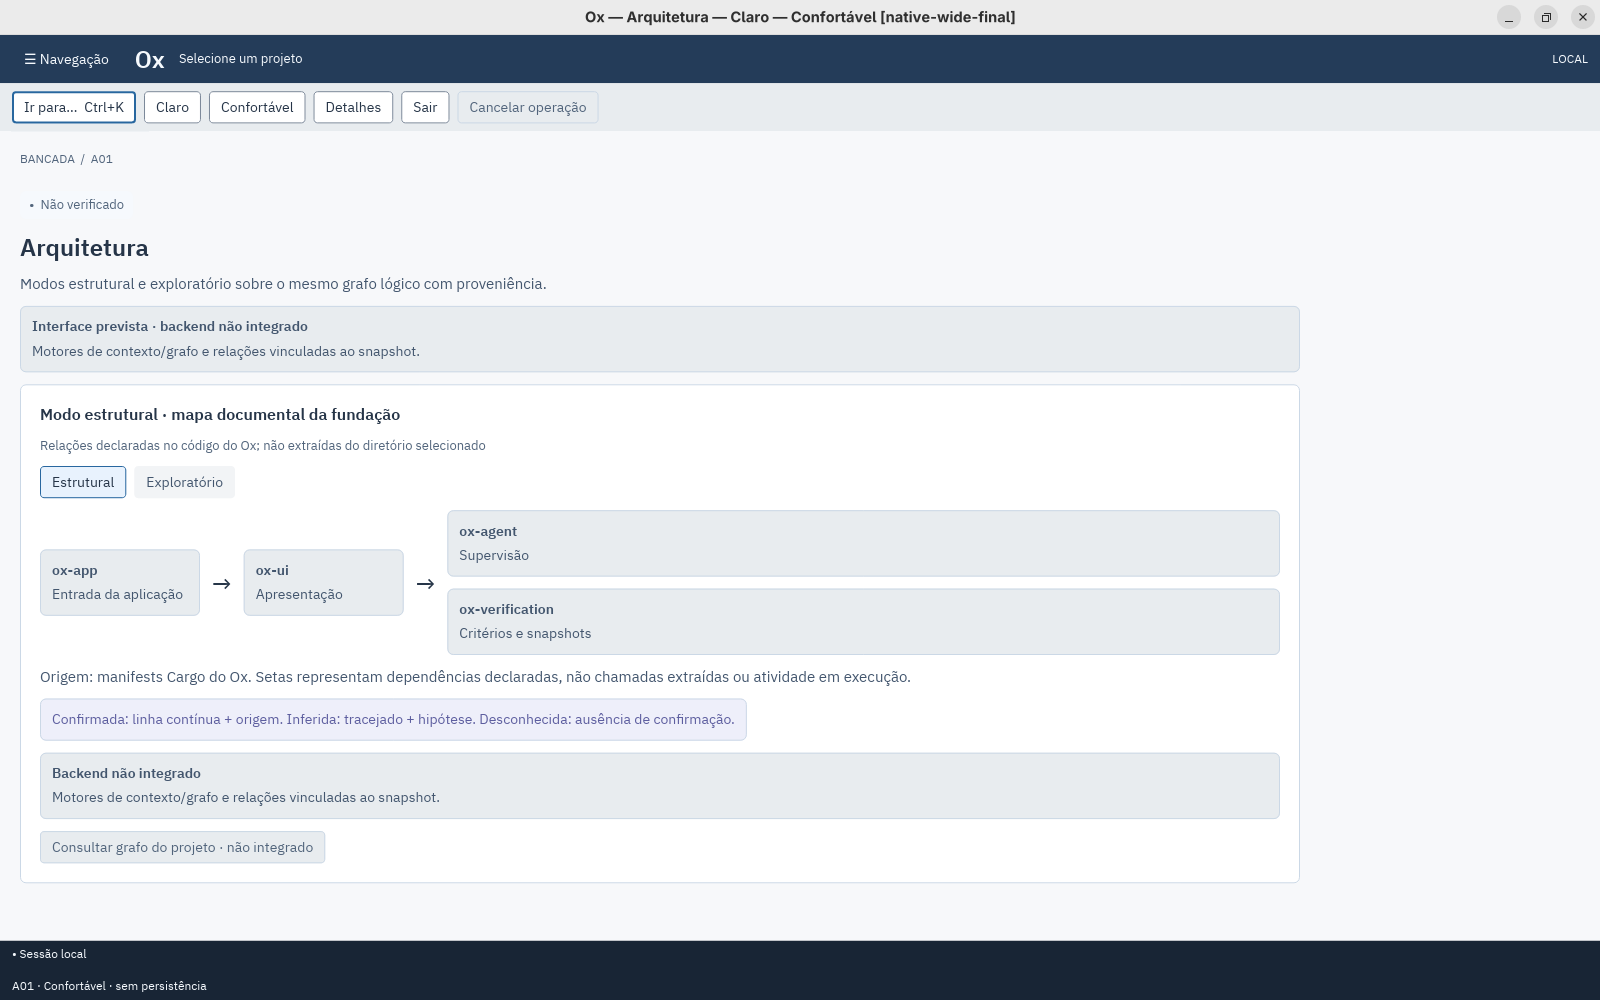 Ox — Arquitetura — Claro — Confortável [native-wide-final]
☰ Navegação Ox Selecione um projeto LOCAL
Ir para... Ctrl+K Claro Confortável Detalhes Sair Cancelar operação
BANCADA / A01
• Não verificado
Arquitetura
Modos estrutural e exploratório sobre o mesmo grafo lógico com proveniência.
Interface prevista · backend não integrado
Motores de contexto/grafo e relações vinculadas ao snapshot.
Modo estrutural · mapa documental da fundação
Relações declaradas no código do Ox; não extraídas do diretório selecionado
Estrutural Exploratório
ox-app
Entrada da aplicação
→
ox-ui
Apresentação
→
ox-agent
Supervisão
ox-verification
Critérios e snapshots
Origem: manifests Cargo do Ox. Setas representam dependências declaradas, não chamadas extraídas ou atividade em execução.
Confirmada: linha contínua + origem. Inferida: tracejado + hipótese. Desconhecida: ausência de confirmação.
Backend não integrado
Motores de contexto/grafo e relações vinculadas ao snapshot.
Consultar grafo do projeto · não integrado
• Sessão local
A01 · Confortável · sem persistência